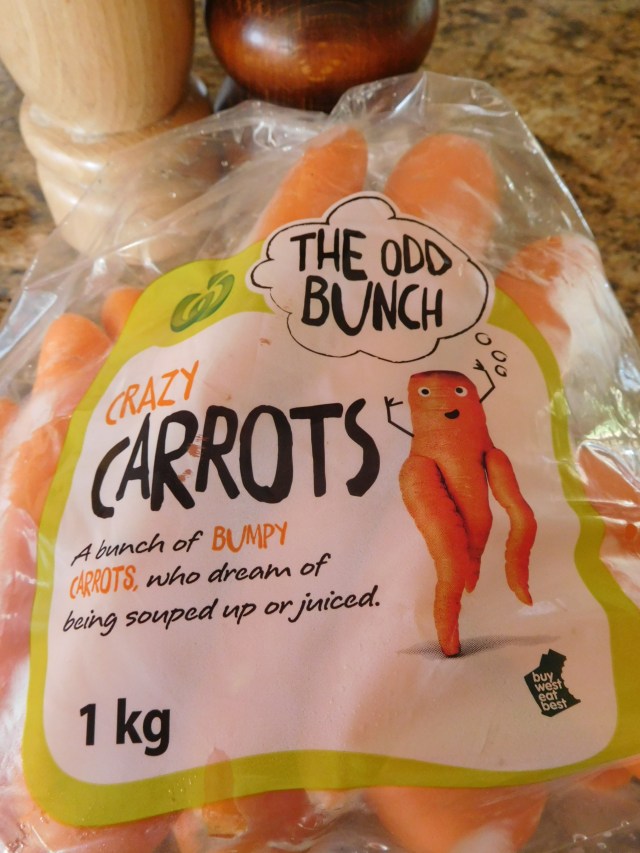 THE ODD
BUNCH
CRAZY
CARROTS
A bunch of BUMPY
CARROTS, who dream of
being souped up or juiced.
1 kg
buy
west
eat
best